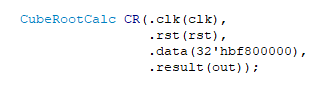 CubeRootCalc CR(.clk(clk),
.rst(rst),
.data(32'hbf800000),
.result(out));